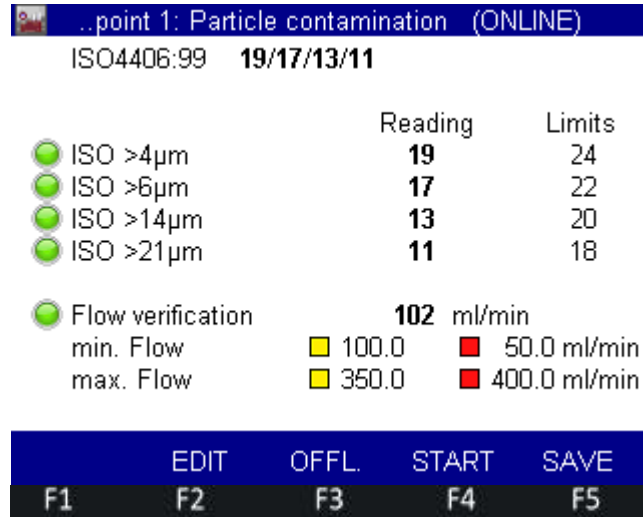 ..point 1: Particle contamination (ONLINE)
ISO4406:99 19/17/13/11
Reading Limits
ISO >4µm 19 24
ISO >6µm 17 22
ISO >14µm 13 20
ISO >21µm 11 18
Flow verification 102 ml/min
min. Flow 100.0 50.0 ml/min
max. Flow 350.0 400.0 ml/min
EDIT OFFL. START SAVE
F1 F2 F3 F4 F5